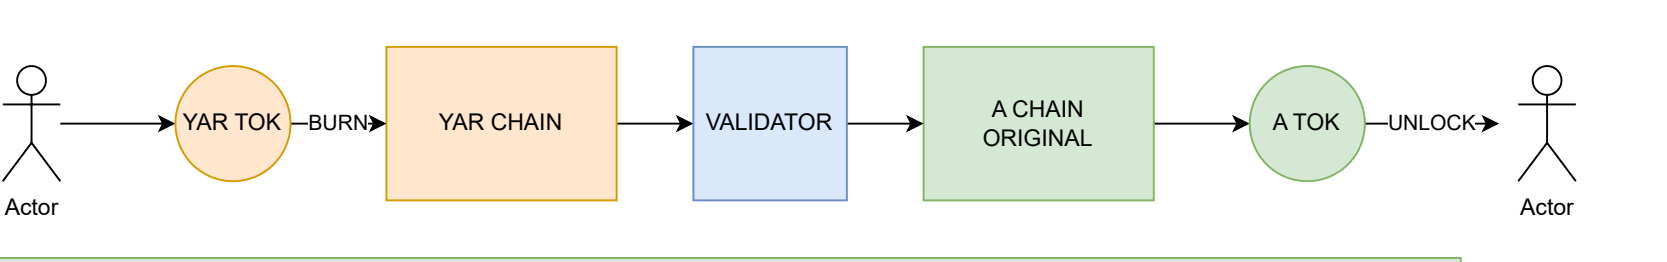 YAR TOK
BURN
YAR CHAIN
VALIDATOR
A CHAIN
ORIGINAL
A TOK
UNLOCK
Actor
Actor